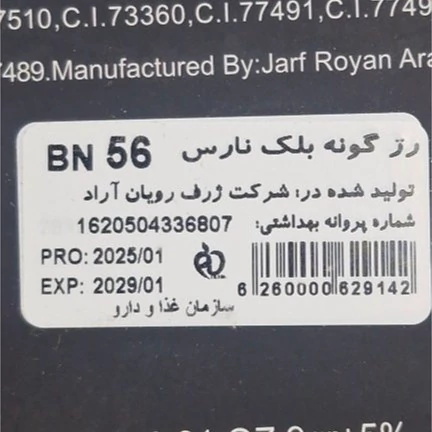 7510,C.I.73360,C.I.77491,C.I.7749
7489.Manufactured By:Jarf Royan Ara
رژ گونه بلک نارس BN 56
تولید شده در: شرکت ژرف رویان آراد
شماره پروانه بهداشتی: 1620504336807
PRO: 2025/01
EXP: 2029/01
سازمان غذا و دارو
6 260000 629142